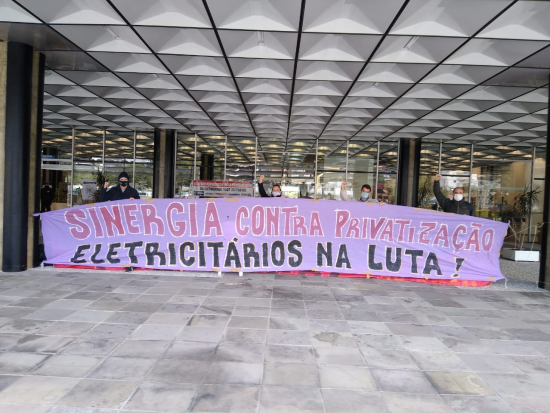 SINERGIA CONTRA PRIVATIZAÇÃO
ELETRICITÁRIOS NA LUTA!